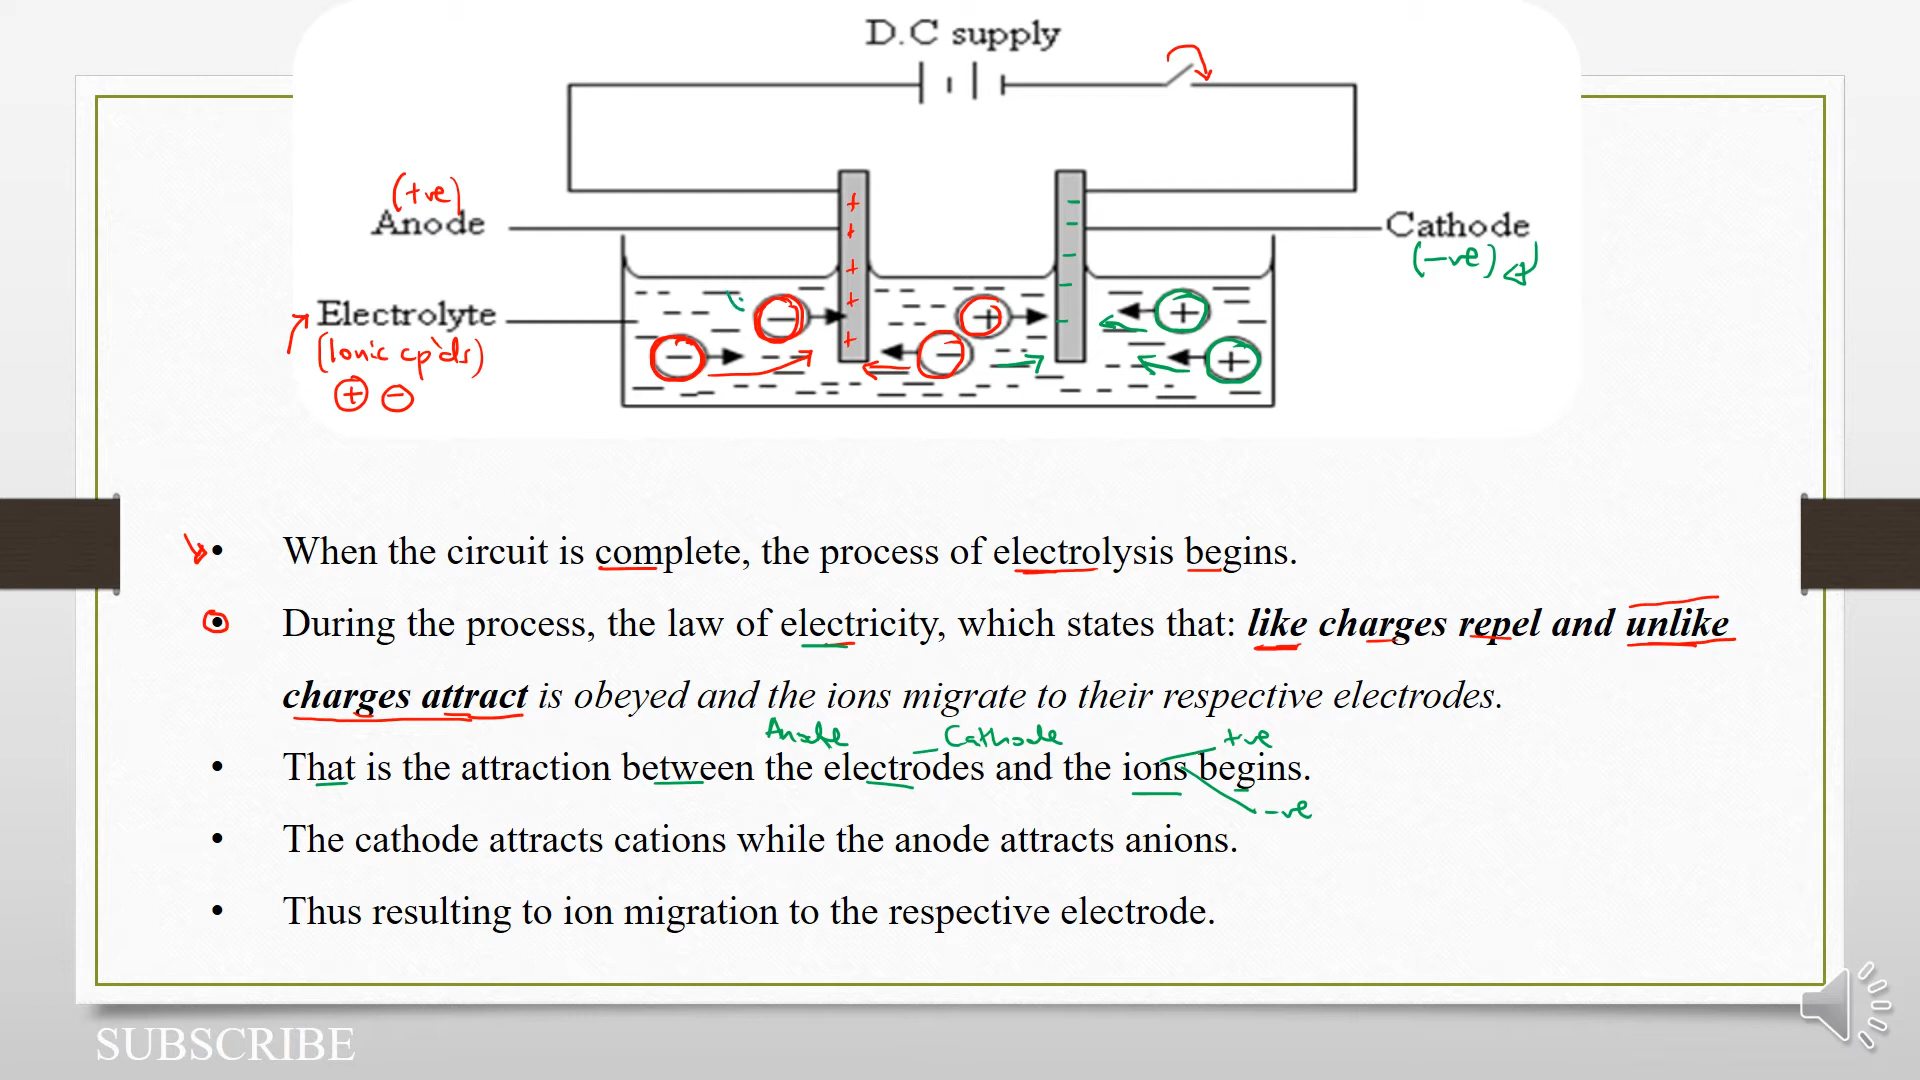 D.C supply
(+ve)
Anode
Cathode
(-ve)
Electrolyte
(Ionic cp'ds)
+ -
• When the circuit is complete, the process of electrolysis begins.
• During the process, the law of electricity, which states that: like charges repel and unlike
charges attract is obeyed and the ions migrate to their respective electrodes.
Anode - Cathode +ve
• That is the attraction between the electrodes and the ions begins.
-ve
• The cathode attracts cations while the anode attracts anions.
• Thus resulting to ion migration to the respective electrode.
SUBSCRIBE